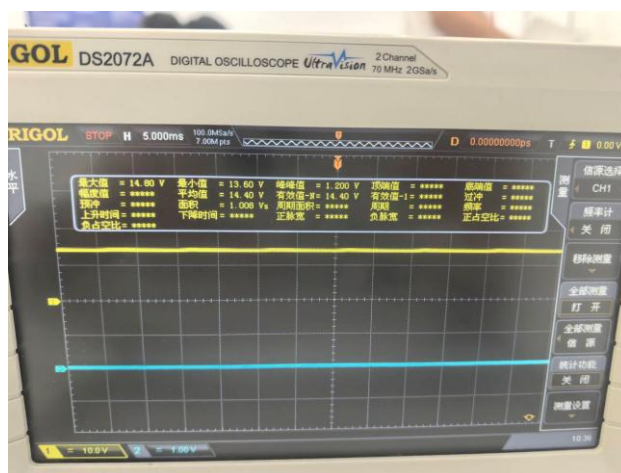 GOL DS2072A DIGITAL OSCILLOSCOPE UltraVision 2 Channel
70 MHz 2GSa/s
RIGOL STOP H 5.000ms 100.0MSa/s
7.00M pts
D 0.00000000ps T 1 0.00V
水平
最大值 = 14.80 V 最小值 = 13.60 V 峰峰值 = 1.200 V 顶端值 = ***** 底端值 = *****
幅度值 = ***** 平均值 = 14.40 V 有效值-N= 14.40 V 有效值-1= 14.40 V 过冲 = *****
预冲 = ***** 面积 = 1.008 Vs 周期面积= ***** 周期 = ***** 频率 = *****
上升时间= ***** 下降时间= ***** 正脉宽 = ***** 负脉宽 = ***** 正占空比= *****
负占空比= *****
测量
信源选择
CH1
频率计
关闭
移除测量
全部测量
打开
全部测量
信源
统计功能
关闭
测量设置
1 = 10.0V 2 = 1.00V
10:36